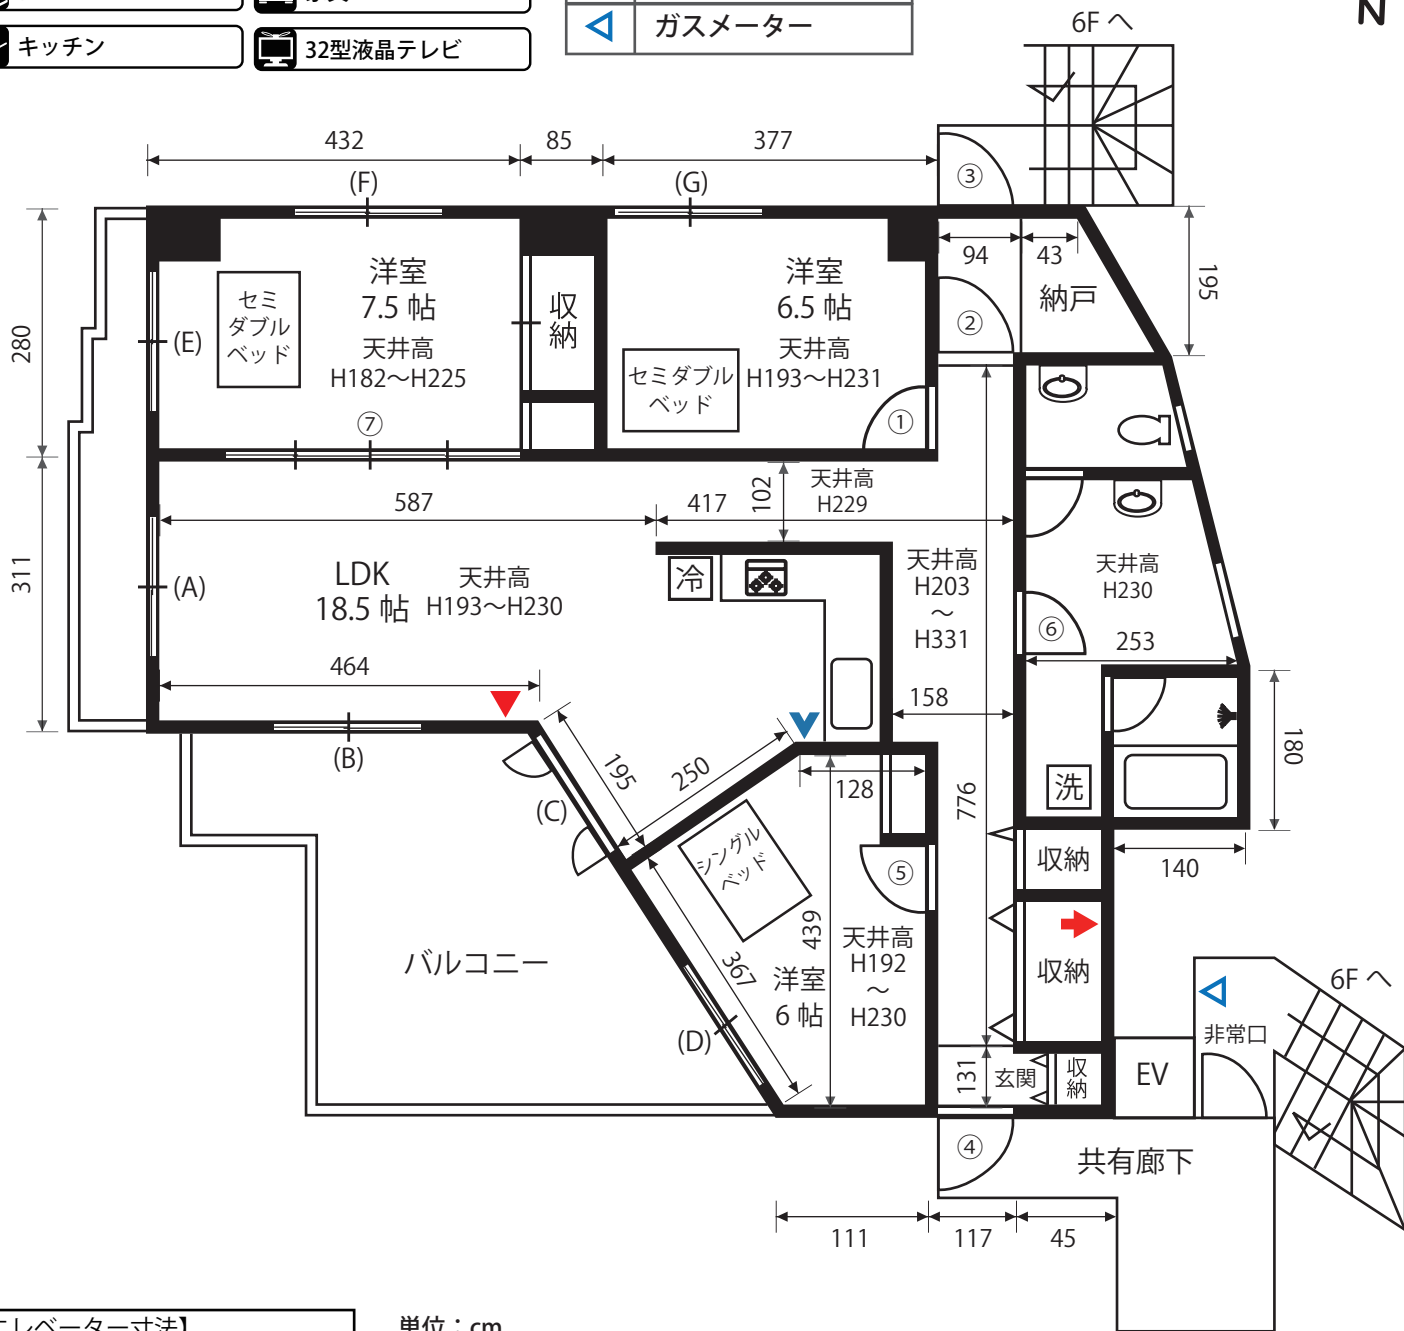 キッチン
32型液晶テレビ
ガスメーター
N
6F へ
432
85
377
(F)
(G)
③
94
43
納戸
195
②
洋室
7.5 帖
天井高
H182～H225
セミ
ダブル
ベッド
収納
洋室
6.5 帖
天井高
H193～H231
セミダブル
ベッド
①
280
(E)
⑦
587
417
102
天井高
H229
311
(A)
LDK
18.5 帖
天井高
H193～H230
冷
天井高
H203
～
H331
天井高
H230
⑥
253
464
(B)
158
195
250
128
(C)
776
洗
180
140
シングル
ベッド
⑤
439
367
天井高
H192
～
H230
洋室
6 帖
(D)
バルコニー
収納
収納
6F へ
非常口
131
玄関
収納
EV
④
共有廊下
111
117
45
エレベーター寸法】
単位：cm